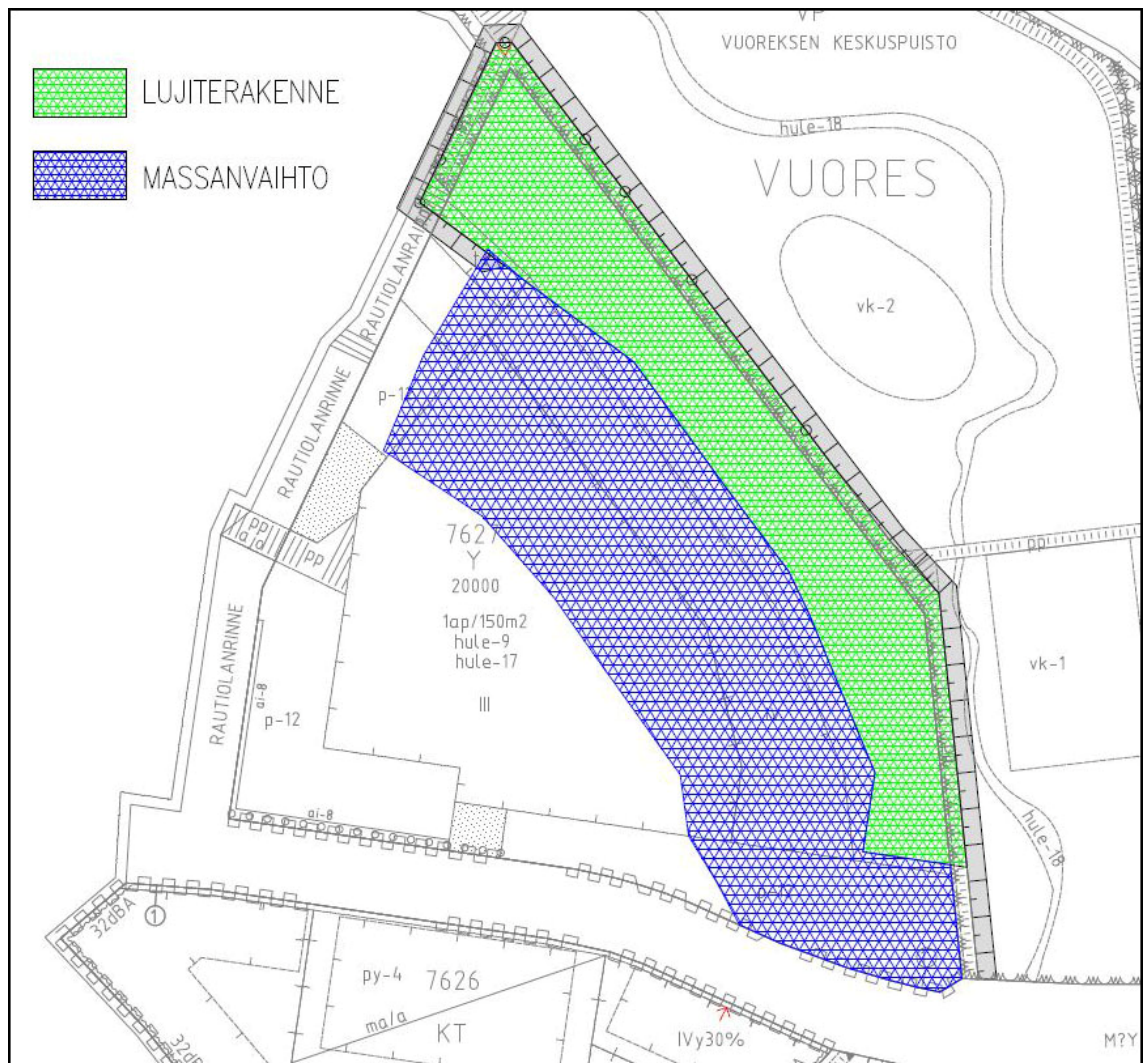 VP
VUOREKSEN KESKUSPUISTO
LUJITERAKENNE
MASSANVAIHTO
hule-18
VUORES
RAUTIOLANRAITTI
vk-2
RAUTIOLANRINNE
pp
a/a
pp
pp
7627
Y
20000
1ap/150m2
hule-9
hule-17
III
vk-1
RAUTIOLANRINNE
ai-8
p-12
ai-8
hule-18
32dBA
1
py-4
7626
ma/a
KT
IVy30%
32dB
M?Y